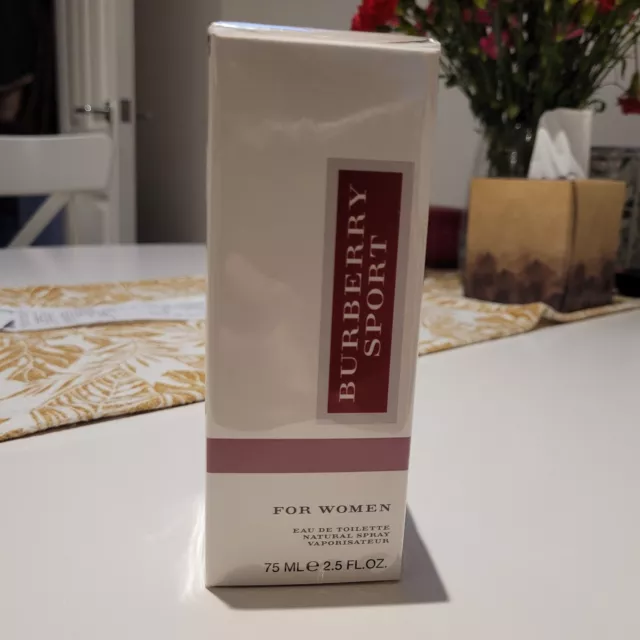 BURBERRY
SPORT
FOR WOMEN
EAU DE TOILETTE
NATURAL SPRAY
VAPORISATEUR
75 ML ℮ 2.5 FL.OZ.